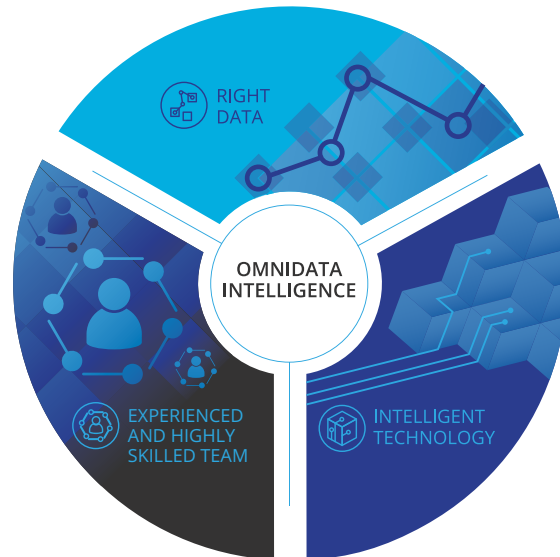 RIGHT
DATA
OMNIDATA
INTELLIGENCE
EXPERIENCED
AND HIGHLY
SKILLED TEAM
INTELLIGENT
TECHNOLOGY